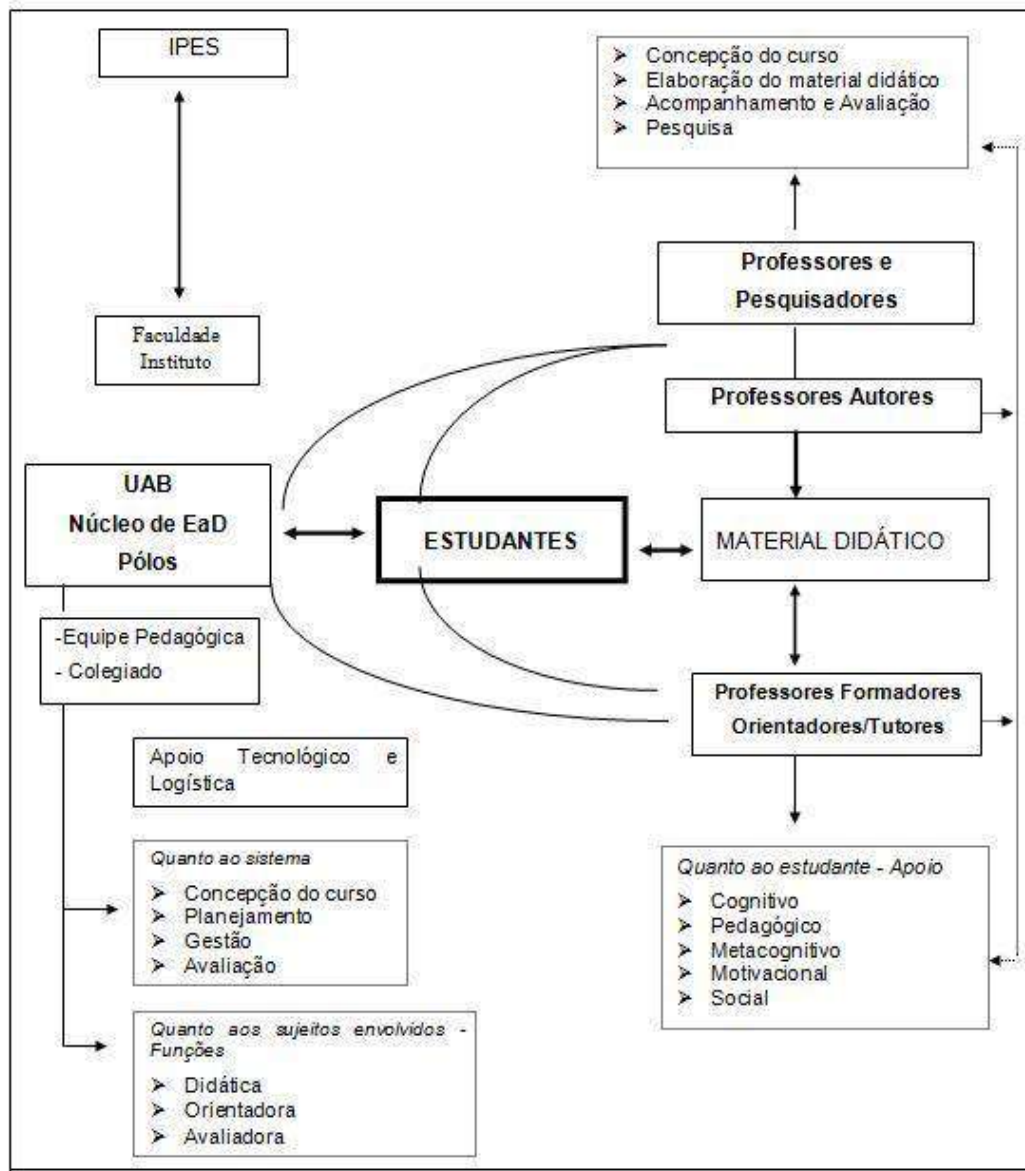 IPES
➢ Concepção do curso
➢ Elaboração do material didático
➢ Acompanhamento e Avaliação
➢ Pesquisa
Professores e
Pesquisadores
Faculdade
Instituto
Professores Autores
UAB
Núcleo de EaD
Pólos
ESTUDANTES
MATERIAL DIDÁTICO
-Equipe Pedagógica
- Colegiado
Professores Formadores
Orientadores/Tutores
Apoio Tecnológico e
Logística
Quanto ao sistema
➢ Concepção do curso
➢ Planejamento
➢ Gestão
➢ Avaliação
Quanto ao estudante - Apoio
➢ Cognitivo
➢ Pedagógico
➢ Metacognitivo
➢ Motivacional
➢ Social
Quanto aos sujeitos envolvidos -
Funções
➢ Didática
➢ Orientadora
➢ Avaliadora